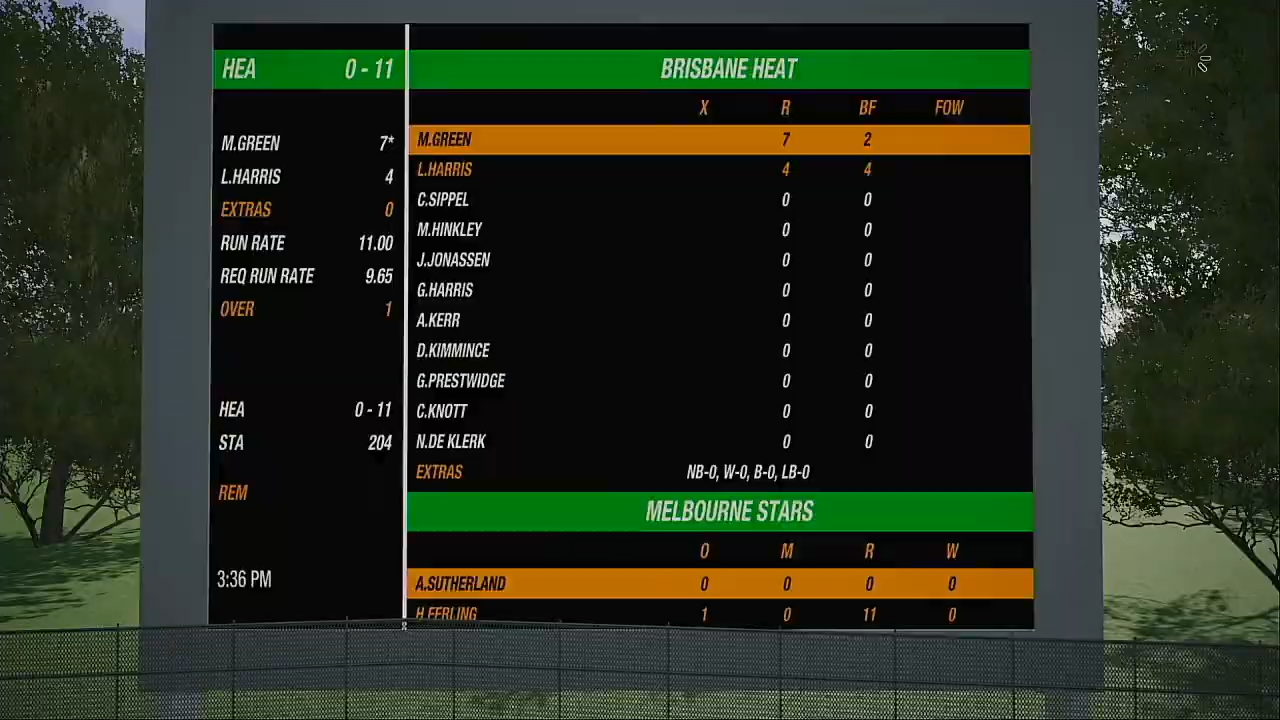 HEA 0 - 11
M.GREEN 7*
L.HARRIS 4
EXTRAS 0
RUN RATE 11.00
REQ RUN RATE 9.65
OVER 1
HEA 0 - 11
STA 204
REM
3:36 PM
BRISBANE HEAT
X R BF FOW
M.GREEN 7 2
L.HARRIS 4 4
C.SIPPEL 0 0
M.HINKLEY 0 0
J.JONASSEN 0 0
G.HARRIS 0 0
A.KERR 0 0
D.KIMMINCE 0 0
G.PRESTWIDGE 0 0
C.KNOTT 0 0
N.DE KLERK 0 0
EXTRAS NB-0, W-0, B-0, LB-0
MELBOURNE STARS
O M R W
A.SUTHERLAND 0 0 0 0
H.FERLING 1 0 11 0